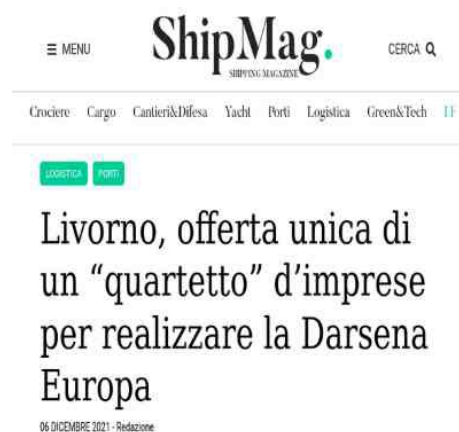 ☰ MENU
ShipMag.
SHIPPING MAGAZINE
CERCA
Crociere Cargo Cantieri&Difesa Yacht Porti Logistica Green&Tech
LOGISTICA PORTI
Livorno, offerta unica di
un “quartetto” d’imprese
per realizzare la Darsena
Europa
06 DICEMBRE 2021 - Redazione